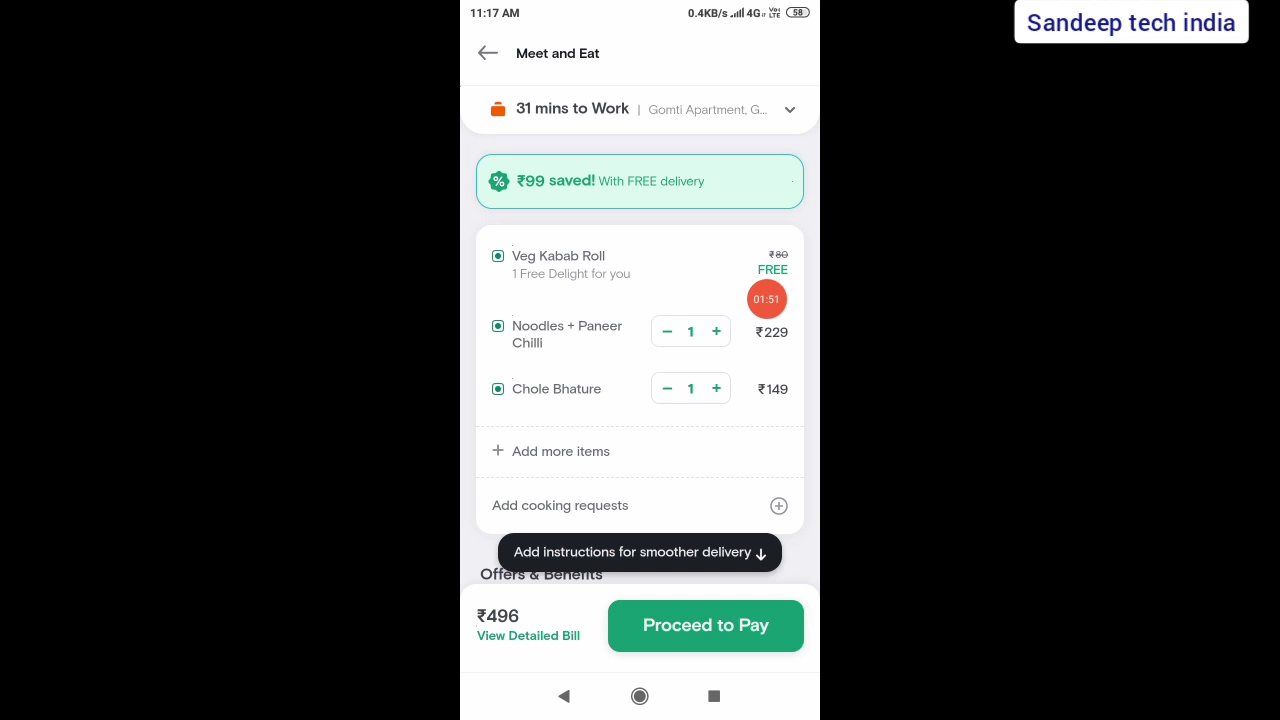 11:17 AM
0.4KB/s 4G Vo LTE 58
Sandeep tech india
Meet and Eat
31 mins to Work | Gomti Apartment, G...
₹99 saved! With FREE delivery
Veg Kabab Roll ₹80
1 Free Delight for you FREE
01:51
Noodles + Paneer
Chilli
1
₹229
Chole Bhature 1 ₹149
+ Add more items
Add cooking requests
Add instructions for smoother delivery ↓
Offers & Benefits
₹496
View Detailed Bill
Proceed to Pay